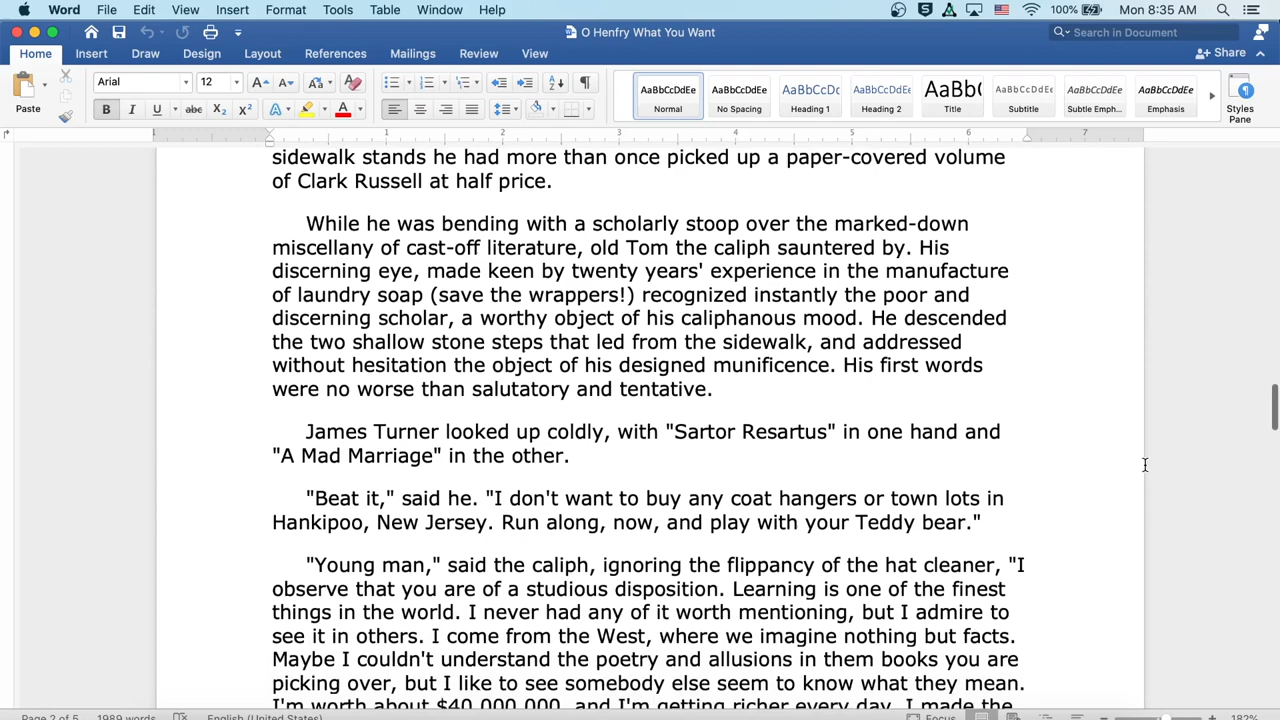 Word File Edit View Insert Format Tools Table Window Help 100% Mon 8:35 AM
O Henfry What You Want Search in Document
Home Insert Draw Design Layout References Mailings Review View Share
Paste Arial 12
AaBbCcDdEe AaBbCcDdEe AaBbCcDc AaBbCcDdEe AaBbC AaBbCcDdEe AaBbCcDdEe AaBbCcDdEe
Normal No Spacing Heading 1 Heading 2 Title Subtitle Subtle Emph... Emphasis Styles Pane
1 1 2 3 4 5 6 7
sidewalk stands he had more than once picked up a paper-covered volume
of Clark Russell at half price.
While he was bending with a scholarly stoop over the marked-down
miscellany of cast-off literature, old Tom the caliph sauntered by. His
discerning eye, made keen by twenty years' experience in the manufacture
of laundry soap (save the wrappers!) recognized instantly the poor and
discerning scholar, a worthy object of his caliphanous mood. He descended
the two shallow stone steps that led from the sidewalk, and addressed
without hesitation the object of his designed munificence. His first words
were no worse than salutatory and tentative.
James Turner looked up coldly, with "Sartor Resartus" in one hand and
"A Mad Marriage" in the other.
"Beat it," said he. "I don't want to buy any coat hangers or town lots in
Hankipoo, New Jersey. Run along, now, and play with your Teddy bear."
"Young man," said the caliph, ignoring the flippancy of the hat cleaner, "I
observe that you are of a studious disposition. Learning is one of the finest
things in the world. I never had any of it worth mentioning, but I admire to
see it in others. I come from the West, where we imagine nothing but facts.
Maybe I couldn't understand the poetry and allusions in them books you are
picking over, but I like to see somebody else seem to know what they mean.
I'm worth about $40,000,000, and I'm getting richer every day. I made the
Page 2 of 5 1989 words English (United States) Focus 182%